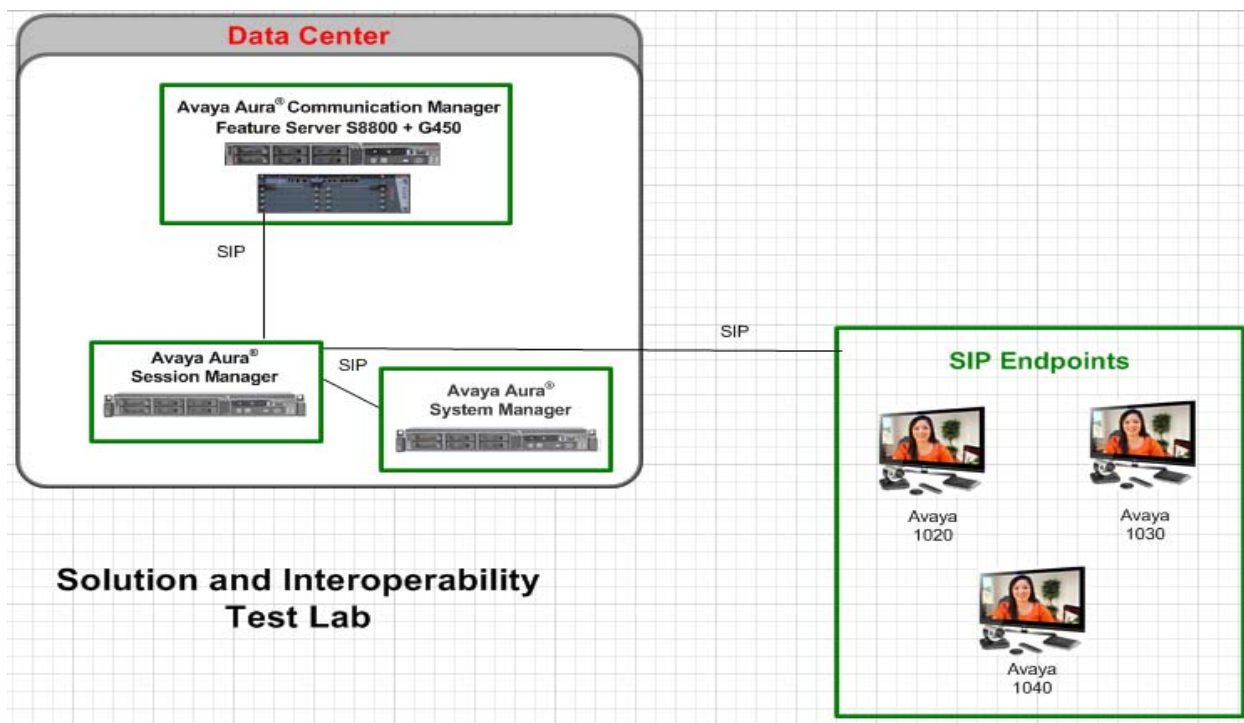 Data Center
Avaya Aura® Communication Manager
Feature Server S8800 + G450
SIP
Avaya Aura®
Session Manager
SIP
Avaya Aura®
System Manager
SIP
SIP Endpoints
Avaya
1020
Avaya
1030
Avaya
1040
Solution and Interoperability
Test Lab